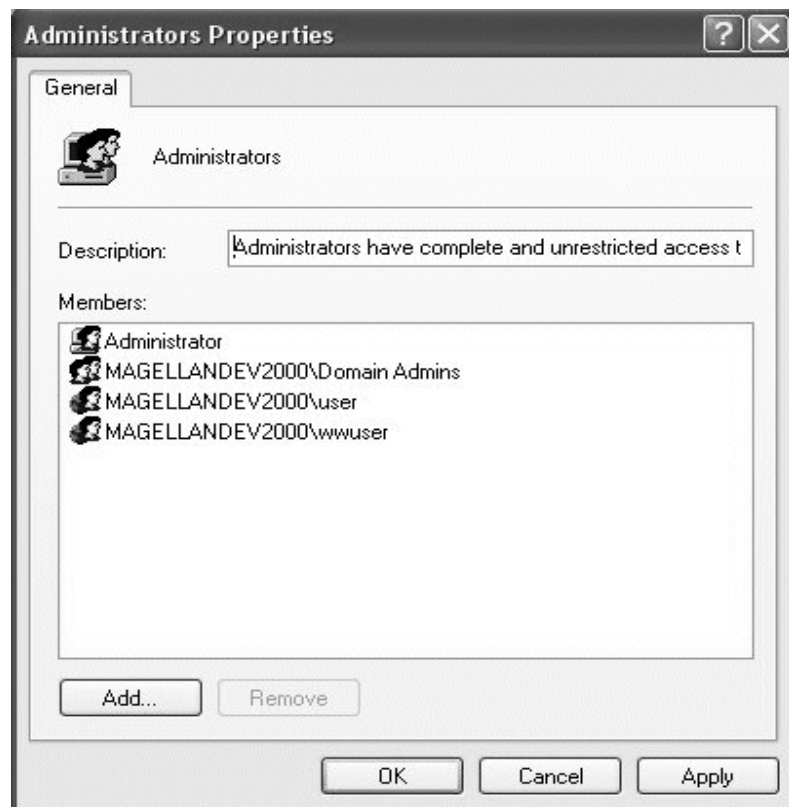 Administrators Properties
General
Administrators
Description: Administrators have complete and unrestricted access t
Members:
Administrator
MAGELLANDEV2000\Domain Admins
MAGELLANDEV2000\user
MAGELLANDEV2000\wwuser
Add... Remove
OK Cancel Apply